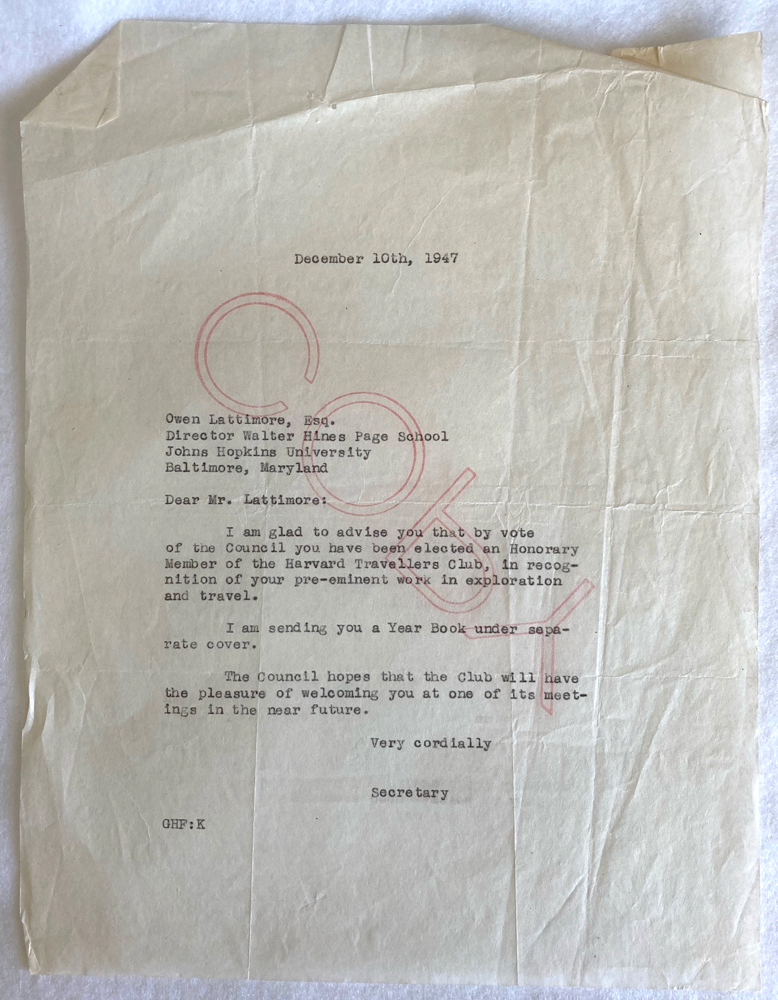 December 10th, 1947
COPY
Owen Lattimore, Esq.
Director Walter Hines Page School
Johns Hopkins University
Baltimore, Maryland
Dear Mr. Lattimore:
I am glad to advise you that by vote
of the Council you have been elected an Honorary
Member of the Harvard Travellers Club, in recog-
nition of your pre-eminent work in exploration
and travel.
I am sending you a Year Book under sepa-
rate cover.
The Council hopes that the Club will have
the pleasure of welcoming you at one of its meet-
ings in the near future.
Very cordially
Secretary
GHF:K